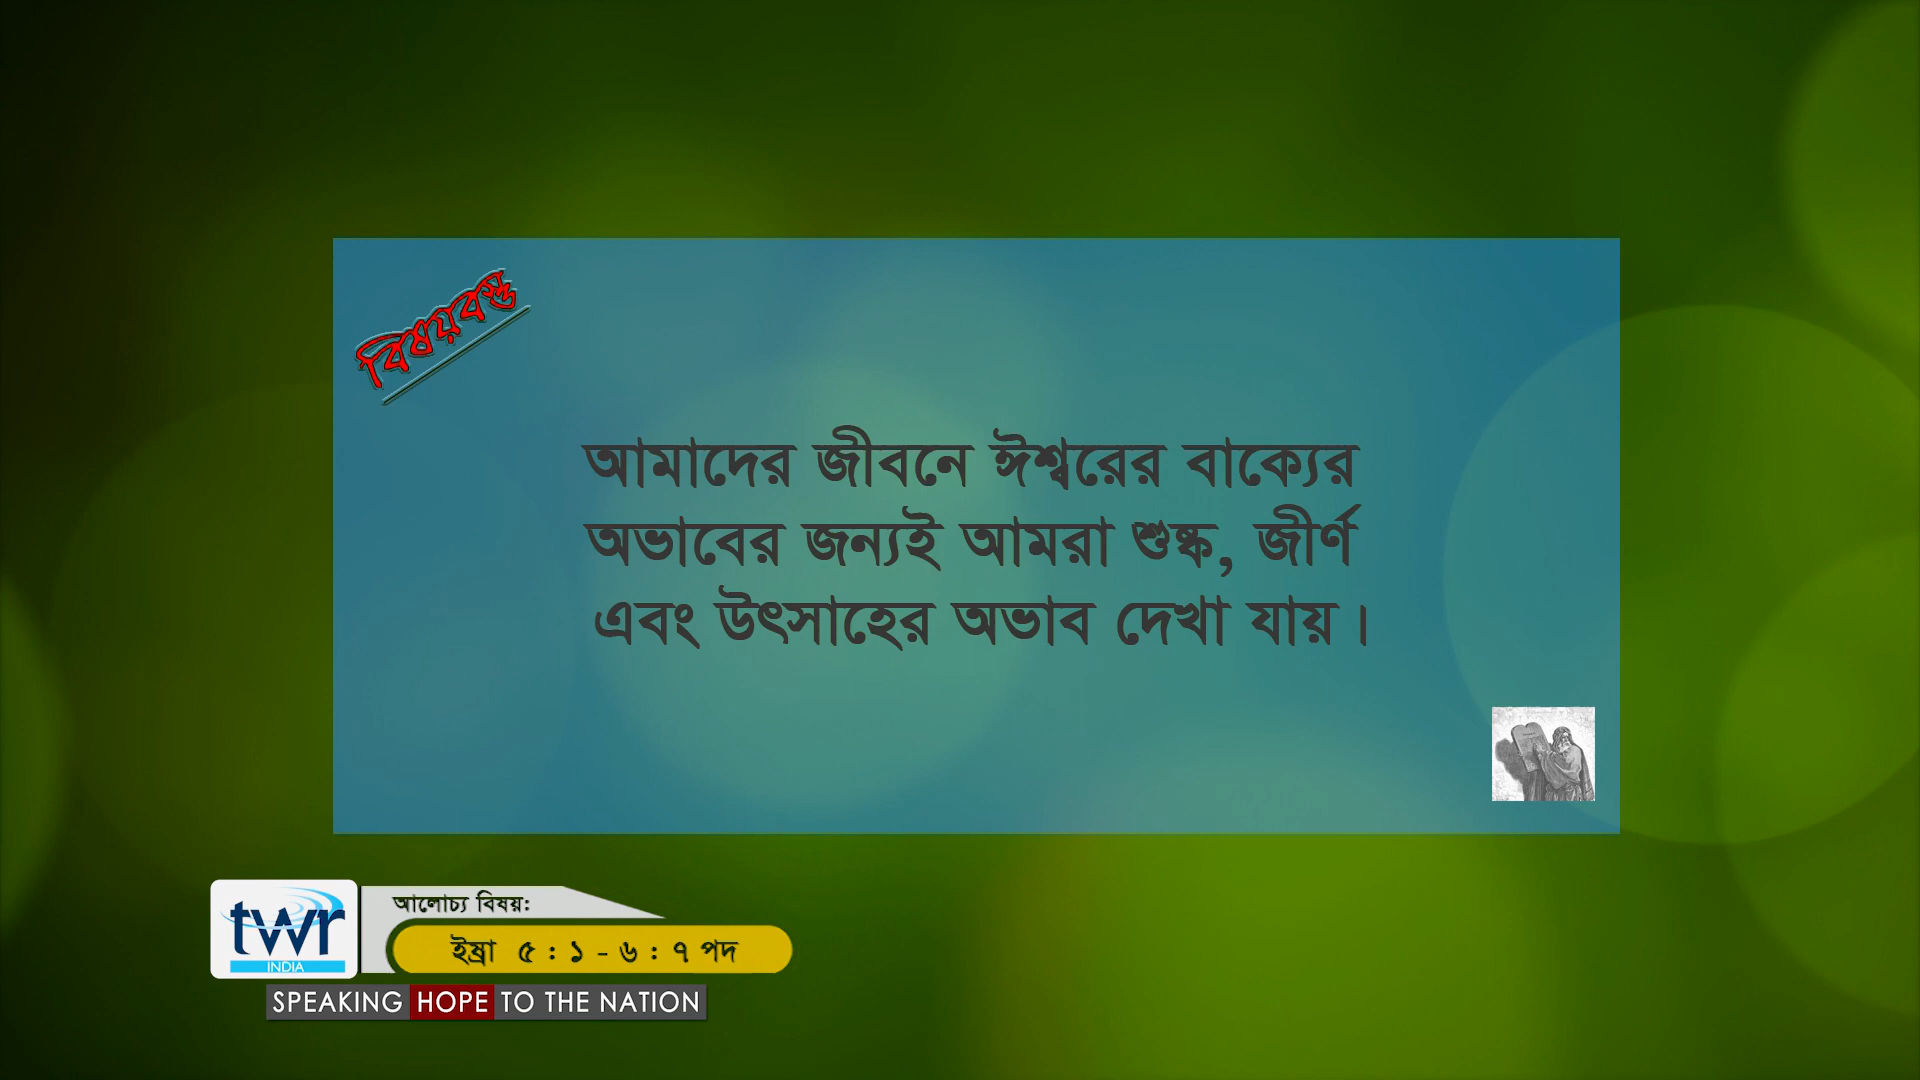 বিষয়বস্তু
আমাদের জীবনে ঈশ্বরের বাক্যের
অভাবের জন্যই আমরা শুষ্ক, জীর্ণ
এবং উৎসাহের অভাব দেখা যায়।
আলোচ্য বিষয়:
ইষ্রা ৫ : ১ - ৬ : ৭ পদ
twr
INDIA
SPEAKING HOPE TO THE NATION